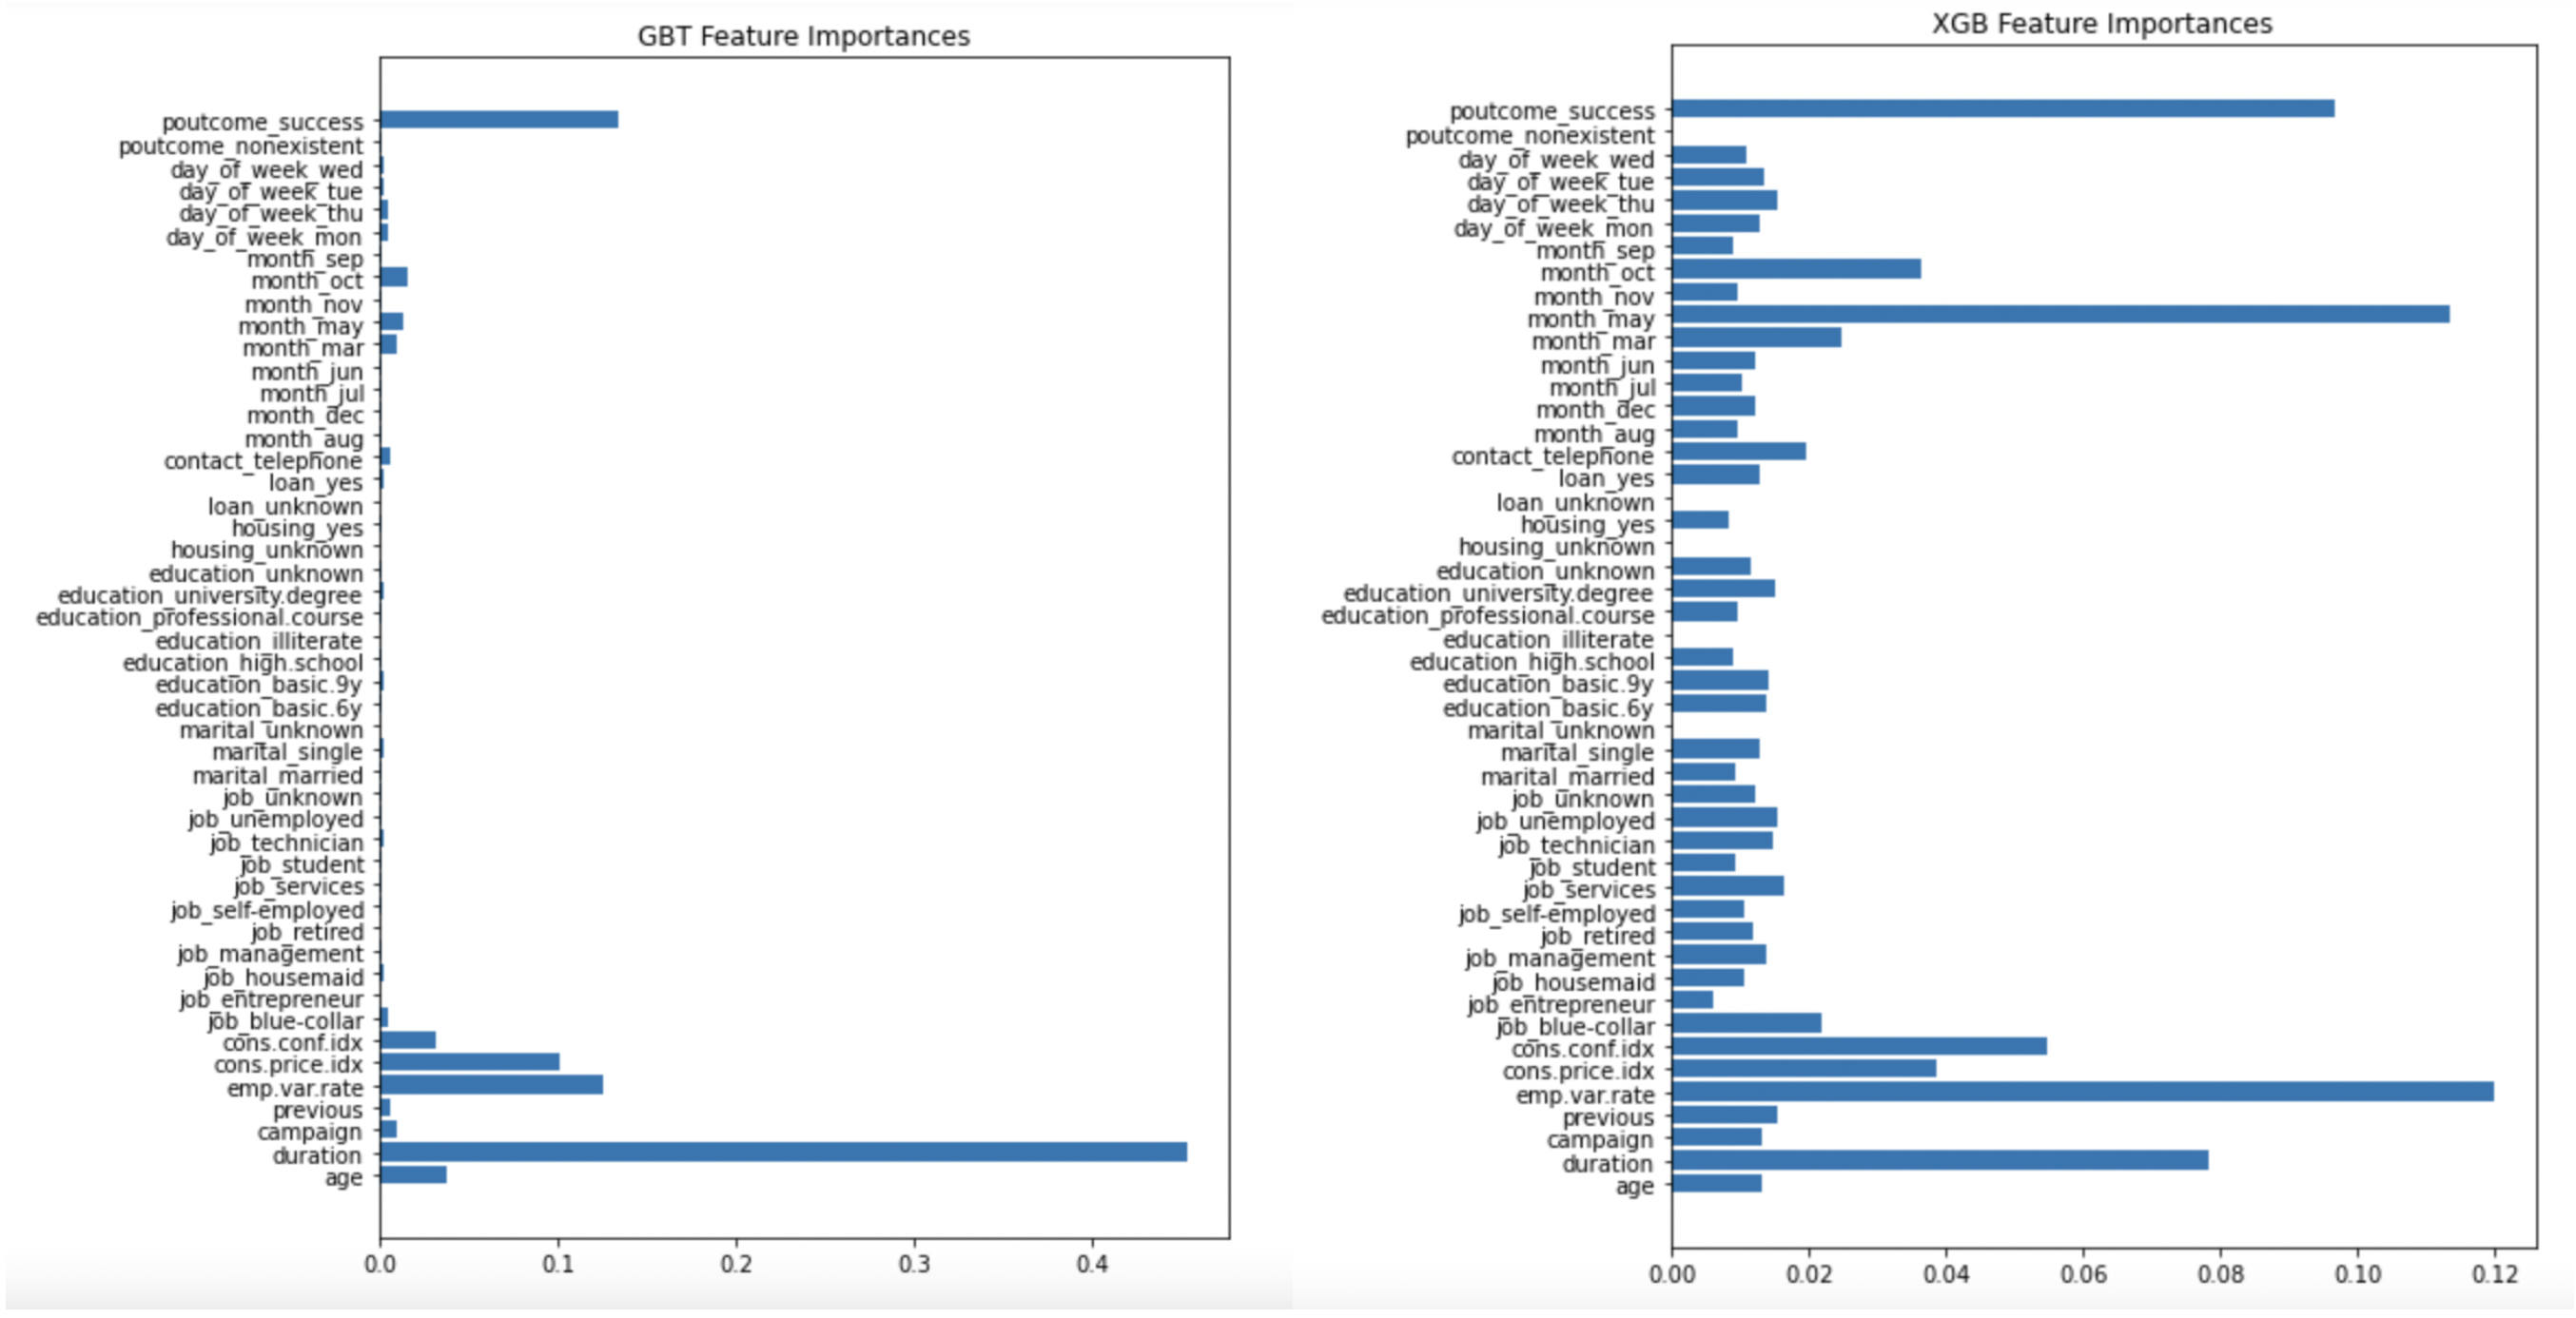 GBT Feature Importances
poutcome_success
poutcome_nonexistent
day_of_week_wed
day_of_week_tue
day_of_week_thu
day_of_week_mon
month_sep
month_oct
month_nov
month_may
month_mar
month_jun
month_jul
month_dec
month_aug
contact_telephone
loan_yes
loan_unknown
housing_yes
housing_unknown
education_unknown
education_university.degree
education_professional.course
education_illiterate
education_high.school
education_basic.9y
education_basic.6y
marital_unknown
marital_single
marital_married
job_unknown
job_unemployed
job_technician
job_student
job_services
job_self-employed
job_retired
job_management
job_housemaid
job_entrepreneur
job_blue-collar
cons.conf.idx
cons.price.idx
emp.var.rate
previous
campaign
duration
age
0.0 0.1 0.2 0.3 0.4
XGB Feature Importances
poutcome_success
poutcome_nonexistent
day_of_week_wed
day_of_week_tue
day_of_week_thu
day_of_week_mon
month_sep
month_oct
month_nov
month_may
month_mar
month_jun
month_jul
month_dec
month_aug
contact_telephone
loan_yes
loan_unknown
housing_yes
housing_unknown
education_unknown
education_university.degree
education_professional.course
education_illiterate
education_high.school
education_basic.9y
education_basic.6y
marital_unknown
marital_single
marital_married
job_unknown
job_unemployed
job_technician
job_student
job_services
job_self-employed
job_retired
job_management
job_housemaid
job_entrepreneur
job_blue-collar
cons.conf.idx
cons.price.idx
emp.var.rate
previous
campaign
duration
age
0.00 0.02 0.04 0.06 0.08 0.10 0.12